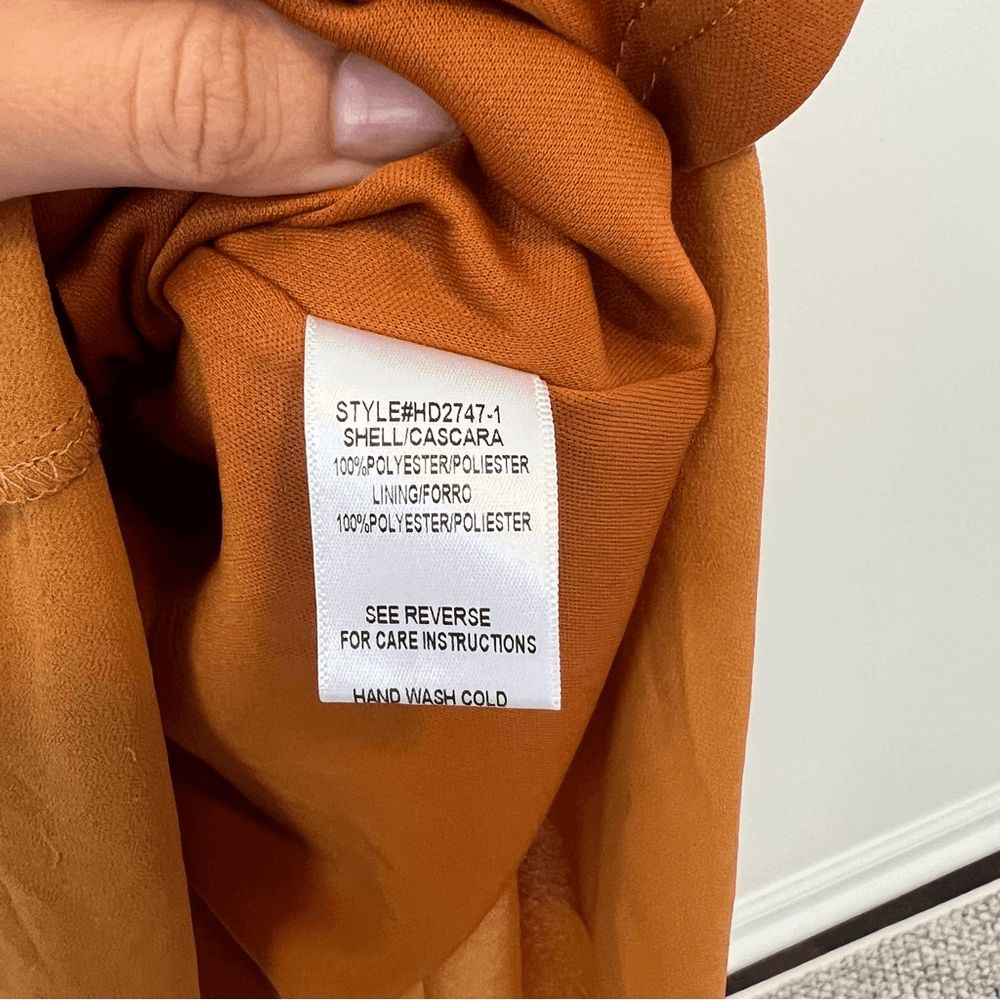 STYLE#HD2747-1
SHELL/CASCARA
100%POLYESTER/POLIESTER
LINING/FORRO
100%POLYESTER/POLIESTER
SEE REVERSE
FOR CARE INSTRUCTIONS
HAND WASH COLD